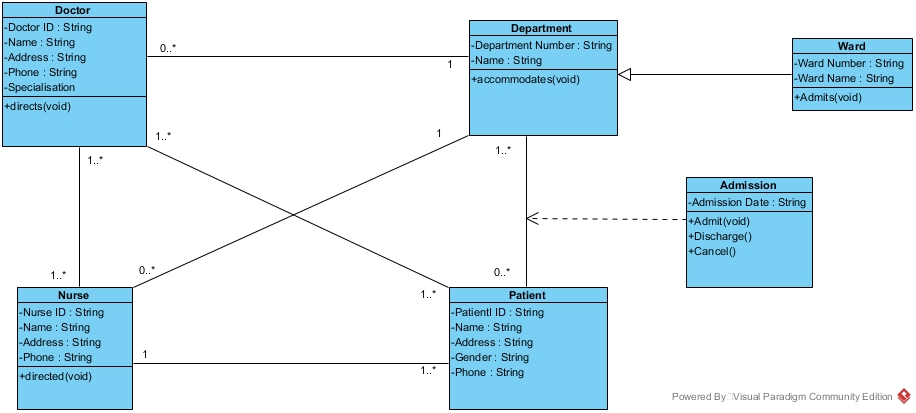 Doctor
-Doctor ID : String
-Name : String
-Address : String
-Phone : String
-Specialisation
+directs(void)
0..*
1
Department
-Department Number : String
-Name : String
+accommodates(void)
Ward
-Ward Number : String
-Ward Name : String
+Admits(void)
1..*
1..*
1
1..*
Admission
-Admission Date : String
+Admit(void)
+Discharge()
+Cancel()
1..*
0..*
1..*
0..*
Nurse
-Nurse ID : String
-Name : String
-Address : String
-Phone : String
+directed(void)
1
1..*
Patient
-PatientI ID : String
-Name : String
-Address : String
-Gender : String
-Phone : String
Powered By Visual Paradigm Community Edition